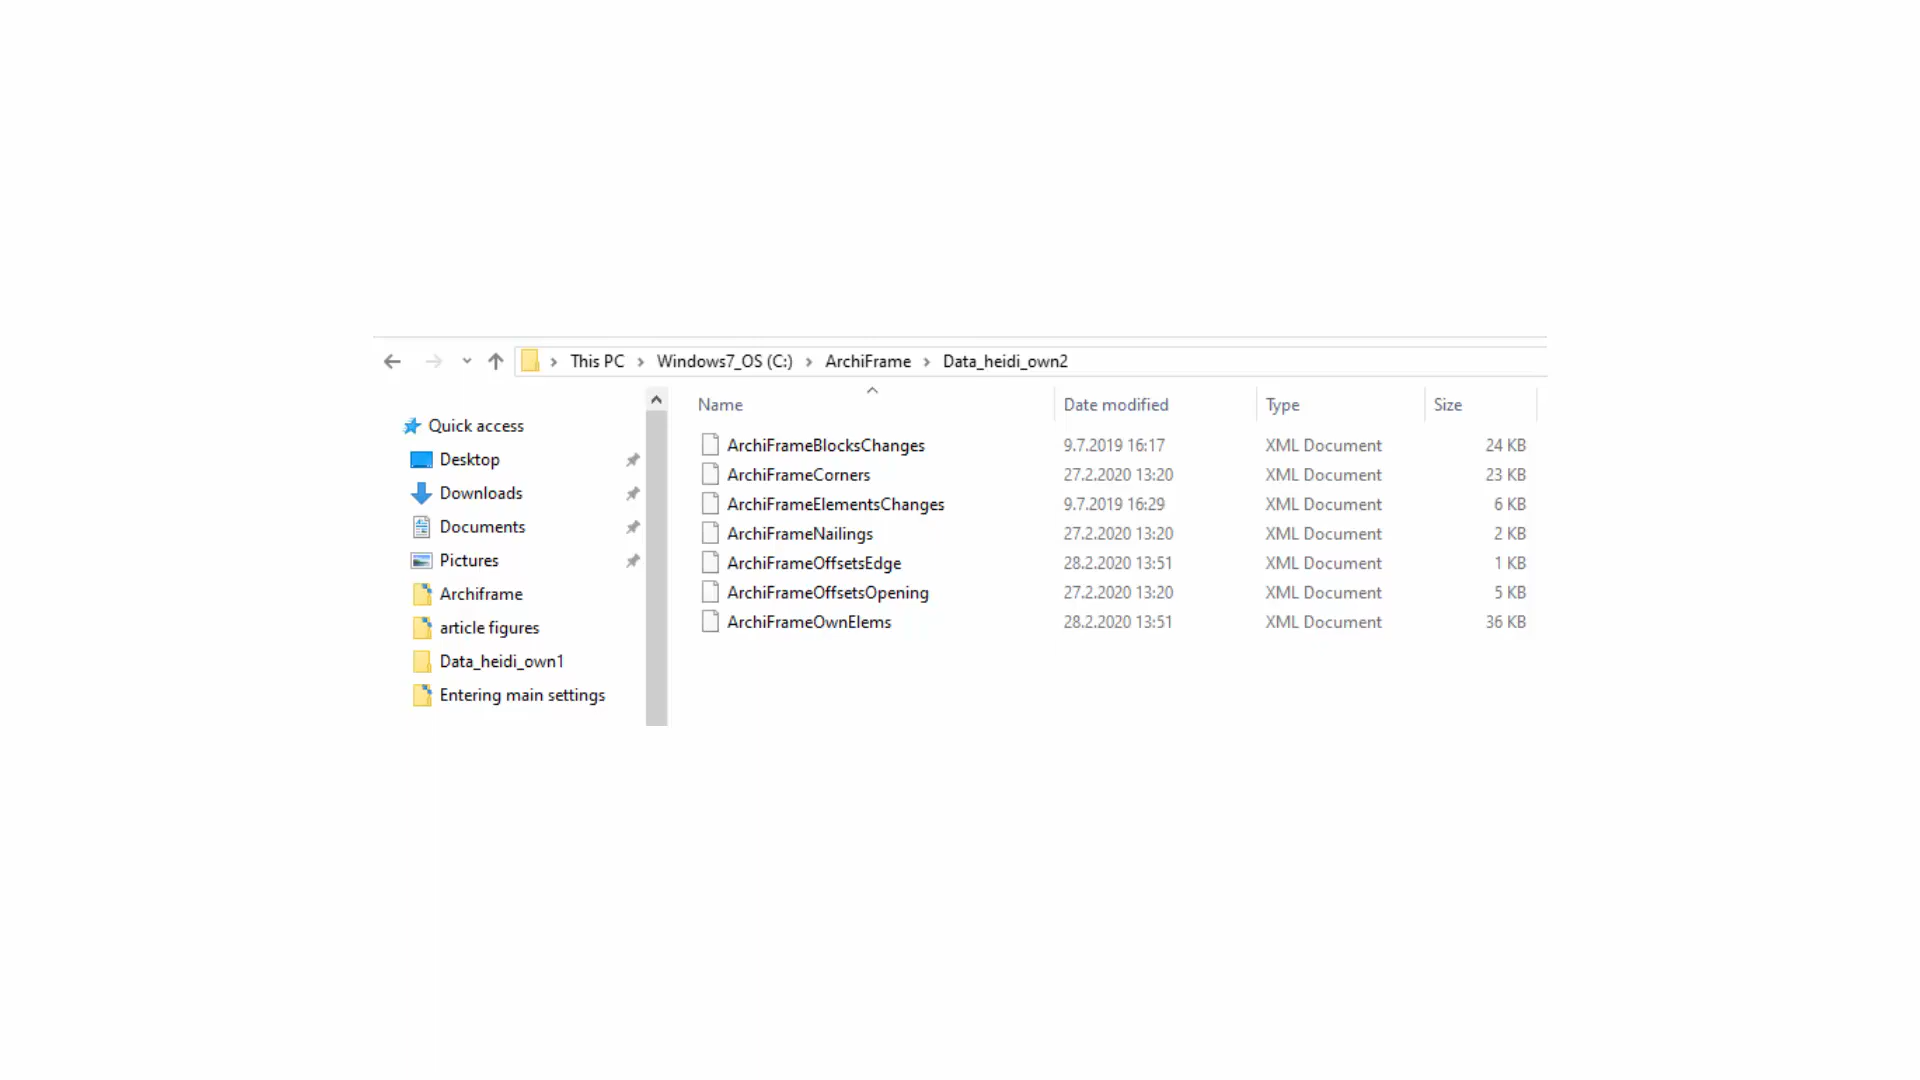 This PC > Windows7_OS (C:) > ArchiFrame > Data_heidi_own2
Quick access
Desktop
Downloads
Documents
Pictures
Archiframe
article figures
Data_heidi_own1
Entering main settings
Name Date modified Type Size
ArchiFrameBlocksChanges 9.7.2019 16:17 XML Document 24 KB
ArchiFrameCorners 27.2.2020 13:20 XML Document 23 KB
ArchiFrameElementsChanges 9.7.2019 16:29 XML Document 6 KB
ArchiFrameNailings 27.2.2020 13:20 XML Document 2 KB
ArchiFrameOffsetsEdge 28.2.2020 13:51 XML Document 1 KB
ArchiFrameOffsetsOpening 27.2.2020 13:20 XML Document 5 KB
ArchiFrameOwnElems 28.2.2020 13:51 XML Document 36 KB